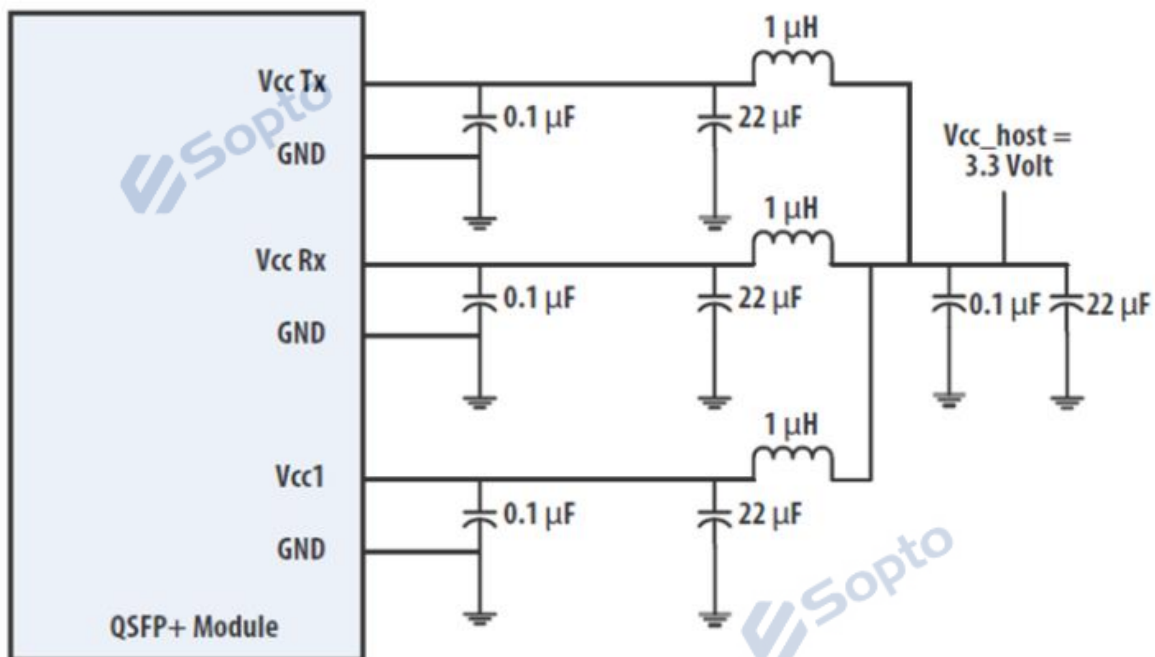 1 µH
Vcc Tx
0.1 µF
22 µF
GND
Sopto
Vcc_host =
3.3 Volt
1 µH
Vcc Rx
0.1 µF
22 µF
0.1 µF
22 µF
GND
1 µH
Vcc1
0.1 µF
22 µF
GND
Sopto
QSFP+ Module